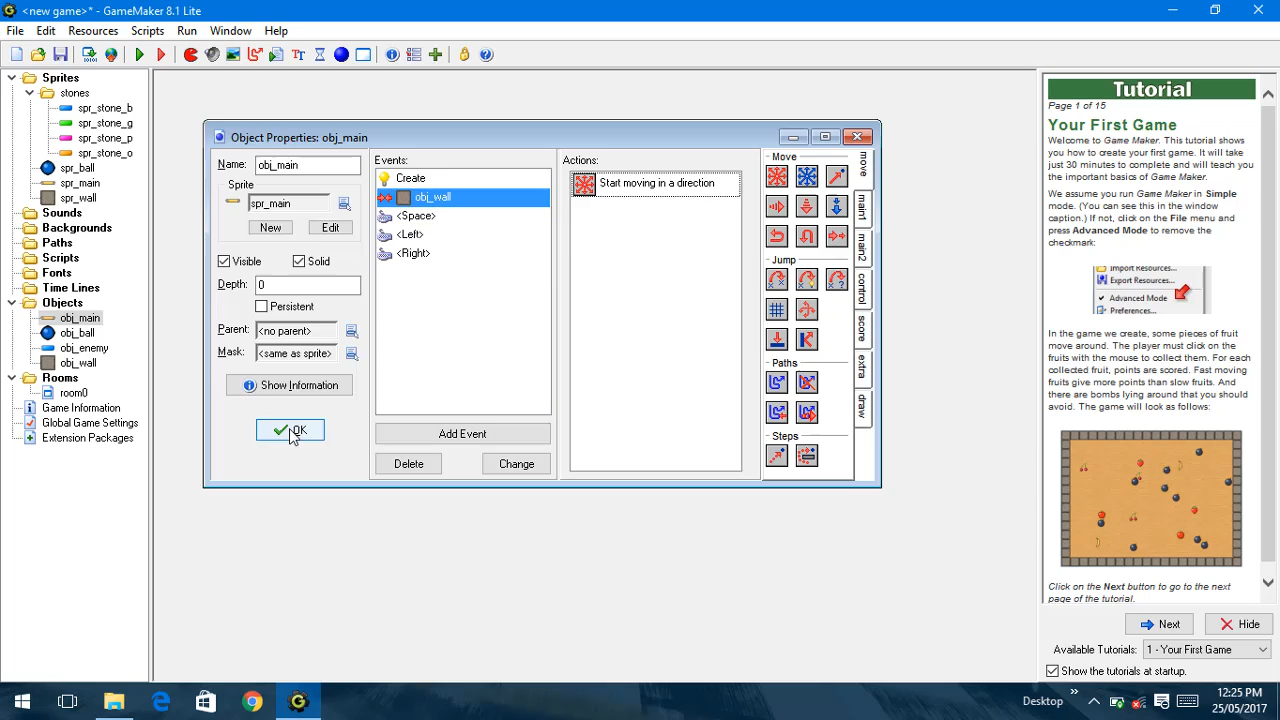 <new game>* - GameMaker 8.1 Lite
File Edit Resources Scripts Run Window Help
Sprites
stones
spr_stone_b
spr_stone_g
spr_stone_p
spr_stone_o
spr_ball
spr_main
spr_wall
Sounds
Backgrounds
Paths
Scripts
Fonts
Time Lines
Objects
obj_main
obj_ball
obj_enemy
obj_wall
Rooms
room0
Game Information
Global Game Settings
Extension Packages
Object Properties: obj_main
Name: obj_main
Sprite
spr_main
New Edit
Visible Solid
Depth: 0
Persistent
Parent: <no parent>
Mask: <same as sprite>
Show Information
OK
Events:
Create
obj_wall
<Space>
<Left>
<Right>
Add Event
Delete Change
Actions:
Start moving in a direction
Move
Jump
Paths
Steps
move
main1
main2
control
score
extra
draw
Tutorial
Page 1 of 15
Your First Game
Welcome to Game Maker. This tutorial
shows you how to create your first game. It will take
just 30 minutes to complete and will teach you
the important basics of Game Maker.
We assume you run Game Maker in Simple
mode. (You can see this in the window
caption.) If not, click on the File menu and
press Advanced Mode to remove the
checkmark:
Import Resources...
Export Resources...
Advanced Mode
Preferences...
In the game we create, some pieces of fruit
move around. The player must click on the
fruits with the mouse to collect them. For each
collected fruit, points are scored. Fast moving
fruits give more points than slow fruits. And
there are bombs lying around that you should
avoid. The game will look as follows:
Click on the Next button to go to the next
page of the tutorial.
Next Hide
Available Tutorials: 1 - Your First Game
Show the tutorials at startup.
Desktop
12:25 PM
25/05/2017